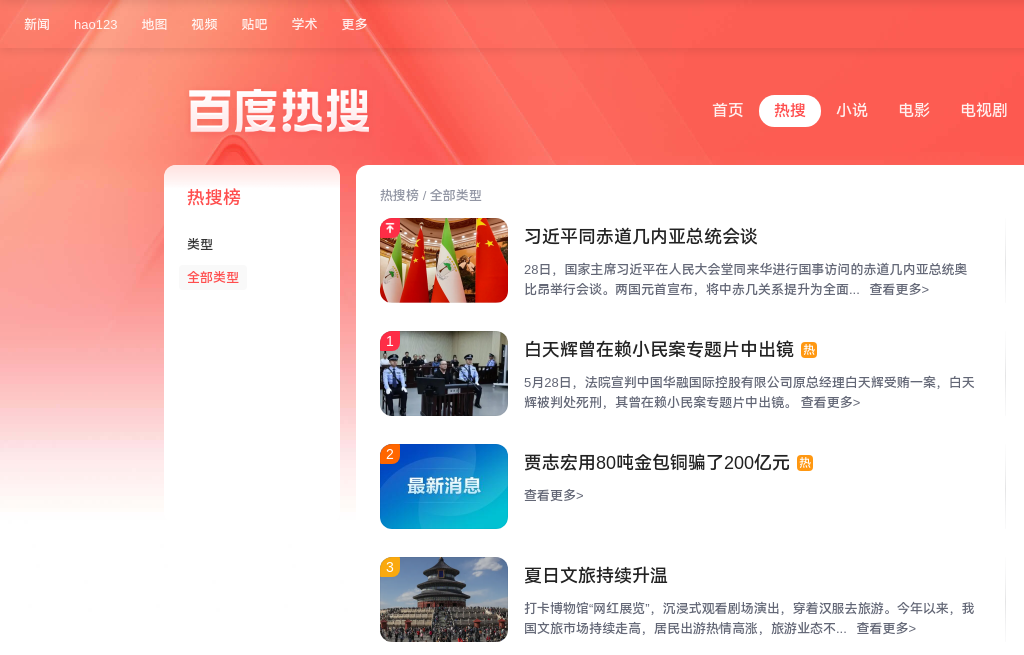 新闻 hao123 地图 视频 贴吧 学术 更多
百度热搜
首页 热搜 小说 电影 电视剧
热搜榜
类型
全部类型
热搜榜 / 全部类型
习近平同赤道几内亚总统会谈
28日，国家主席习近平在人民大会堂同来华进行国事访问的赤道几内亚总统奥
比昂举行会谈。两国元首宣布，将中赤几关系提升为全面... 查看更多>
1
白天辉曾在赖小民案专题片中出镜 热
5月28日，法院宣判中国华融国际控股有限公司原总经理白天辉受贿一案，白天
辉被判处死刑，其曾在赖小民案专题片中出镜。 查看更多>
2
最新消息
贾志宏用80吨金包铜骗了200亿元 热
查看更多>
3
夏日文旅持续升温
打卡博物馆“网红展览”，沉浸式观看剧场演出，穿着汉服去旅游。今年以来，我
国文旅市场持续走高，居民出游热情高涨，旅游业态不... 查看更多>